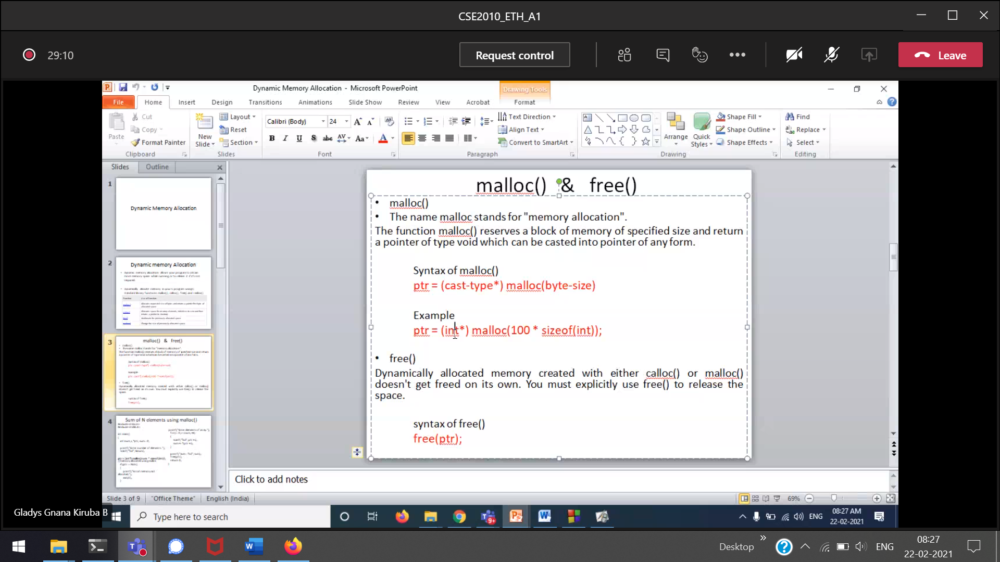 CSE2010_ETH_A1
29:10
Request control
Leave
Dynamic Memory Allocation - Microsoft PowerPoint
Drawing Tools
File Home Insert Design Transitions Animations Slide Show Review View Acrobat Format
Paste
Cut
Copy
Format Painter
Clipboard
New Slide
Layout
Reset
Section
Slides
Calibri (Body) 24
Font
Text Direction
Align Text
Convert to SmartArt
Paragraph
Arrange
Quick Styles
Shape Fill
Shape Outline
Shape Effects
Drawing
Find
Replace
Select
Editing
Slides Outline
1
Dynamic Memory Allocation
2
Dynamic memory Allocation
3
malloc() & free()
4
Sum of N elements using malloc()
malloc() & free()
• malloc()
• The name malloc stands for "memory allocation".
The function malloc() reserves a block of memory of specified size and return
a pointer of type void which can be casted into pointer of any form.
Syntax of malloc()
ptr = (cast-type*) malloc(byte-size)
Example
ptr = (int*) malloc(100 * sizeof(int));
• free()
Dynamically allocated memory created with either calloc() or malloc()
doesn't get freed on its own. You must explicitly use free() to release the
space.
syntax of free()
free(ptr);
Click to add notes
Slide 3 of 9 "Office Theme" English (India) 69%
Gladys Gnana Kiruba B
Type here to search
ENG
08:27 AM
22-02-2021
Desktop
ENG
08:27
22-02-2021